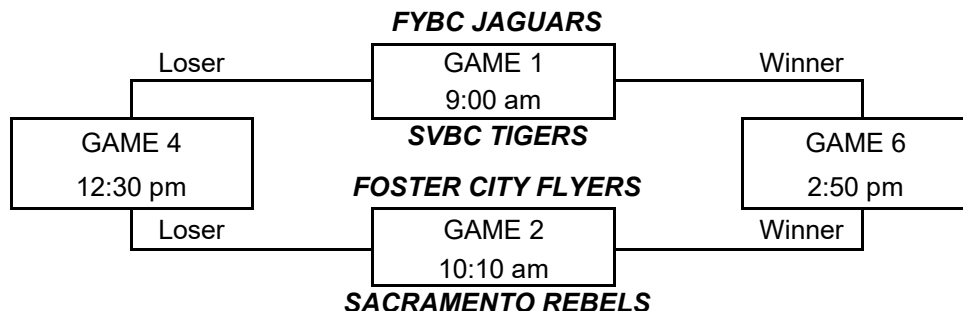 FYBC JAGUARS
Loser
GAME 1
Winner
9:00 am
GAME 4
SVBC TIGERS
GAME 6
12:30 pm
FOSTER CITY FLYERS
2:50 pm
Loser
GAME 2
Winner
10:10 am
SACRAMENTO REBELS